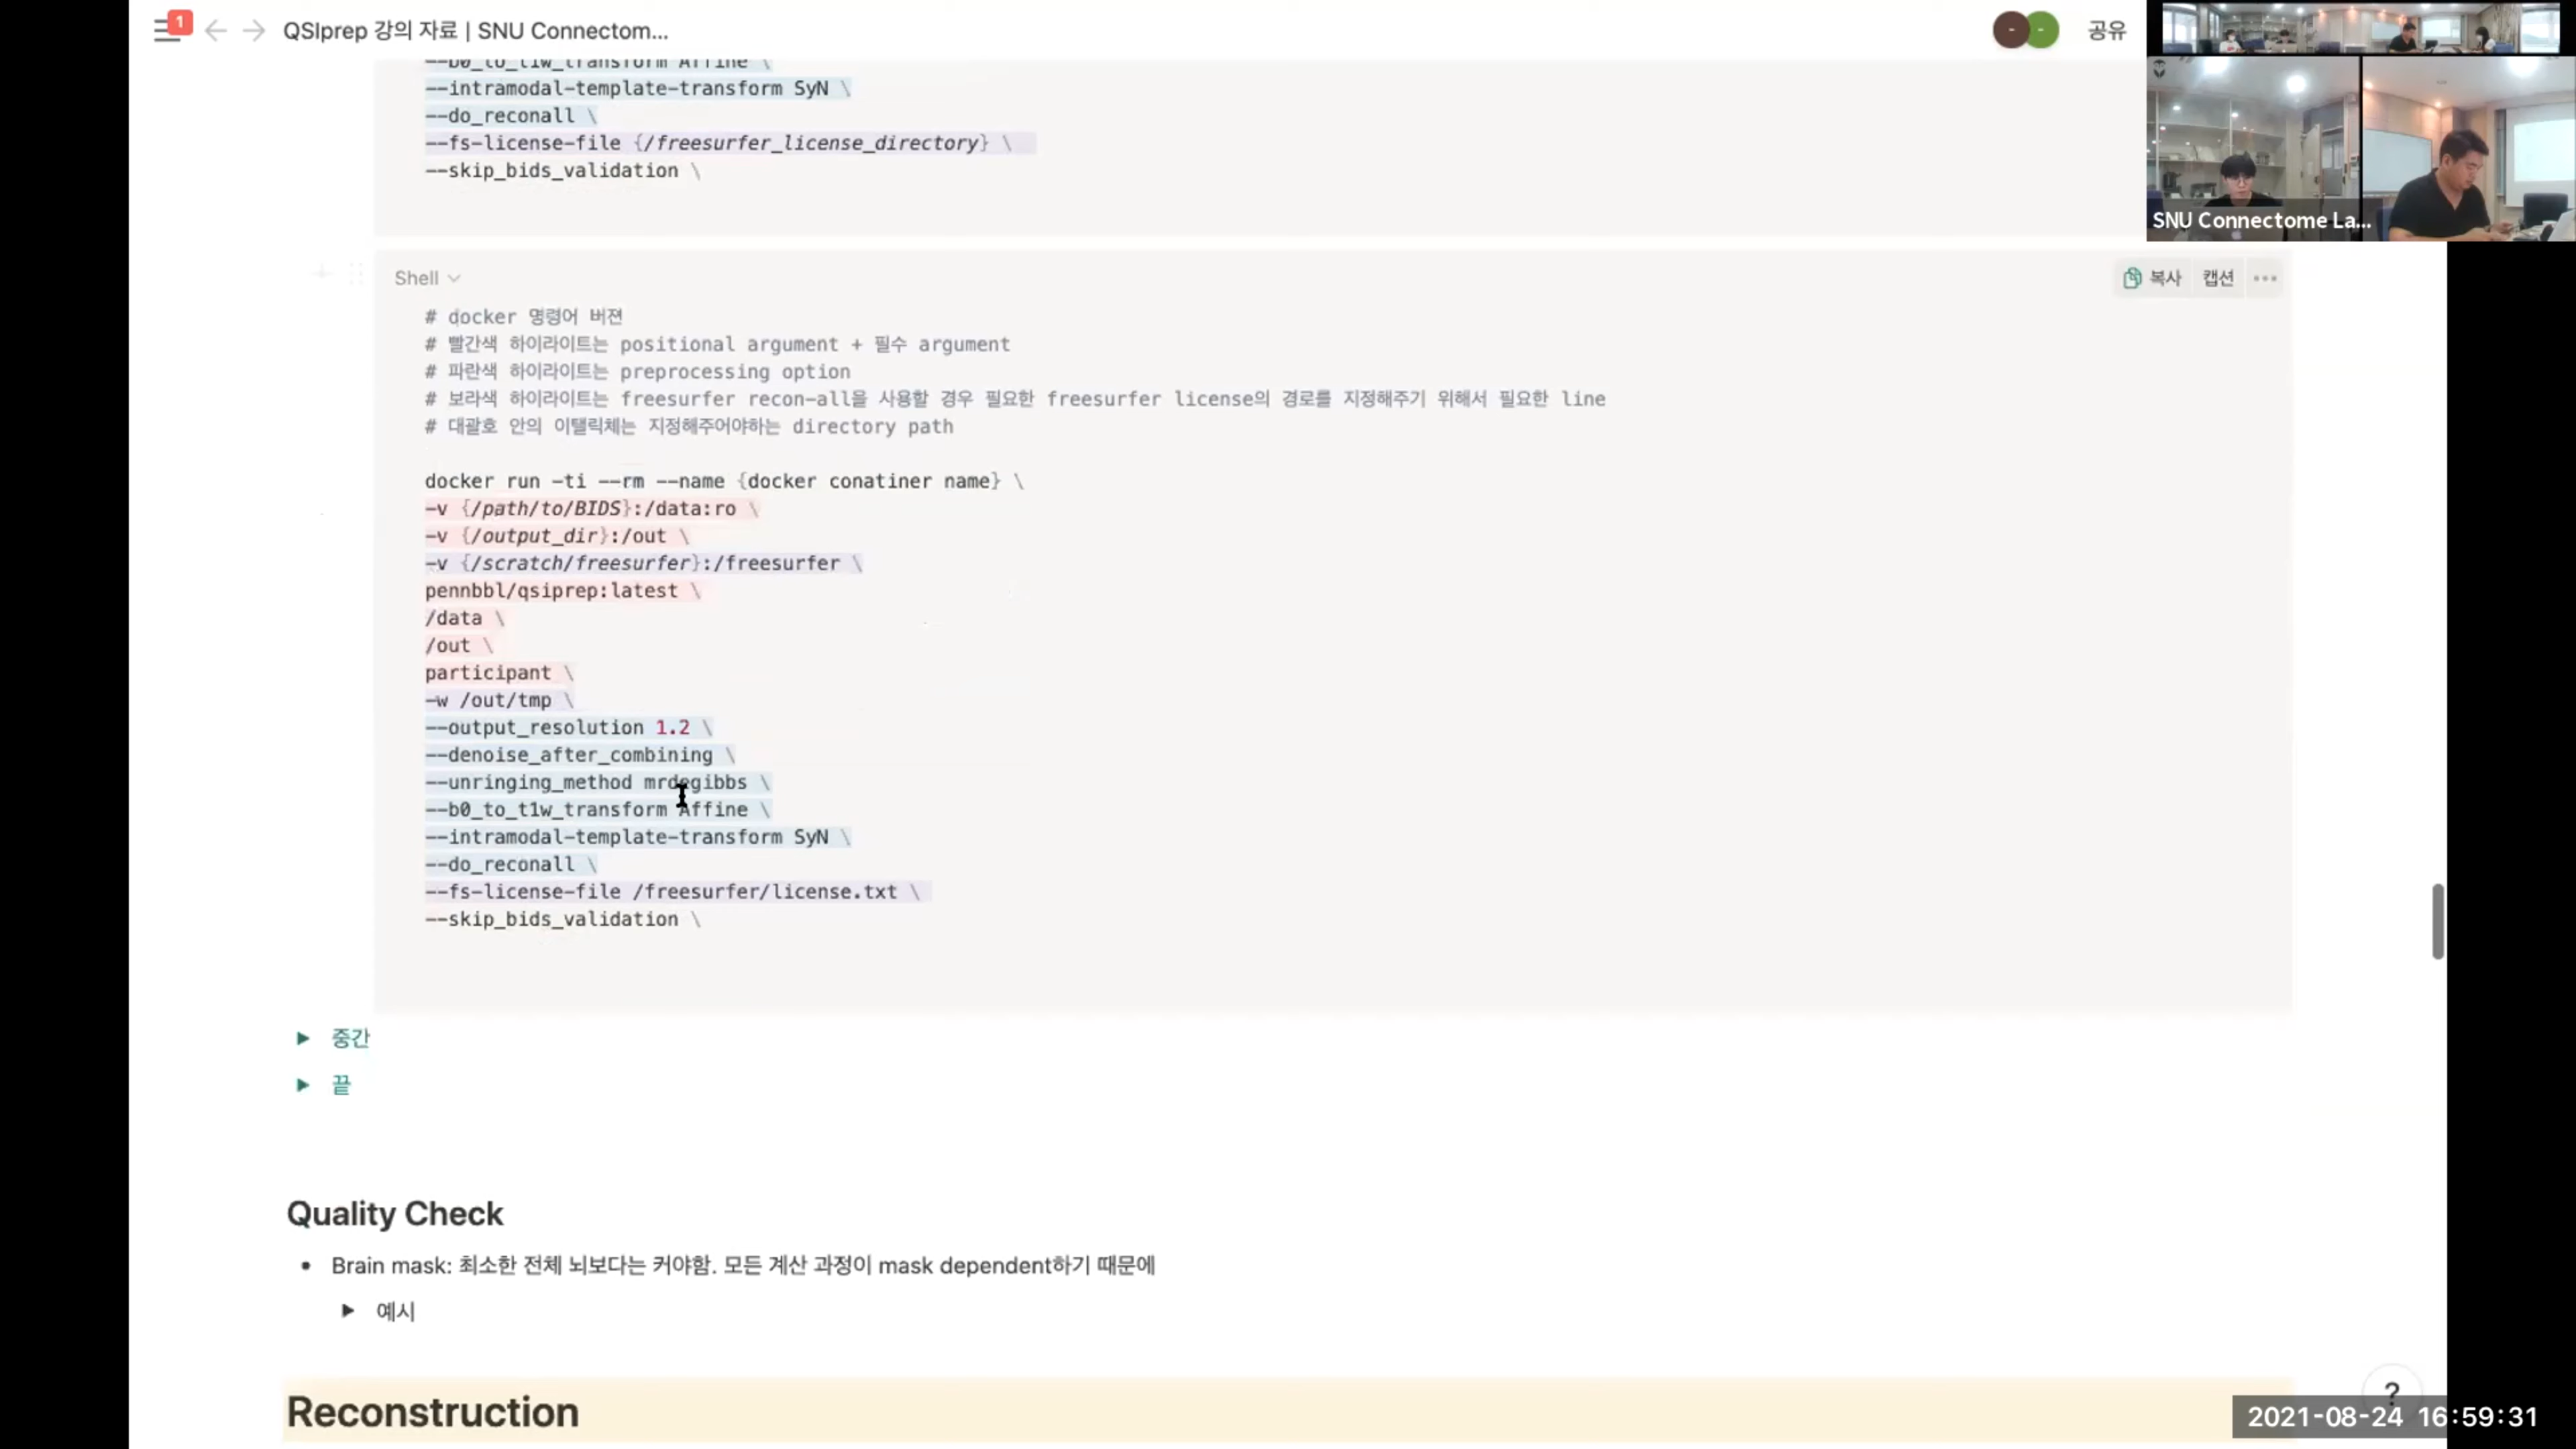 1
QSIprep 강의 자료 | SNU Connectom...
- -
공유
SNU Connectome La...
--b0_to_t1w_transform Affine \
--intramodal-template-transform SyN \
--do_reconall \
--fs-license-file {/freesurfer_license_directory} \
--skip_bids_validation \
Shell
복사 캡션 •••
# docker 명령어 버젼
# 빨간색 하이라이트는 positional argument + 필수 argument
# 파란색 하이라이트는 preprocessing option
# 보라색 하이라이트는 freesurfer recon-all을 사용할 경우 필요한 freesurfer license의 경로를 지정해주기 위해서 필요한 line
# 대괄호 안의 이탤릭체는 지정해주어야하는 directory path
docker run -ti --rm --name {docker conatiner name} \
-v {/path/to/BIDS}:/data:ro \
-v {/output_dir}:/out \
-v {/scratch/freesurfer}:/freesurfer \
pennbbl/qsiprep:latest \
/data \
/out \
participant \
-w /out/tmp \
--output_resolution 1.2 \
--denoise_after_combining \
--unringing_method mrdegibbs \
--b0_to_t1w_transform Affine \
--intramodal-template-transform SyN \
--do_reconall \
--fs-license-file /freesurfer/license.txt \
--skip_bids_validation \
중간
끝
Quality Check
• Brain mask: 최소한 전체 뇌보다는 커야함. 모든 계산 과정이 mask dependent하기 때문에
예시
Reconstruction
?
2021-08-24 16:59:31